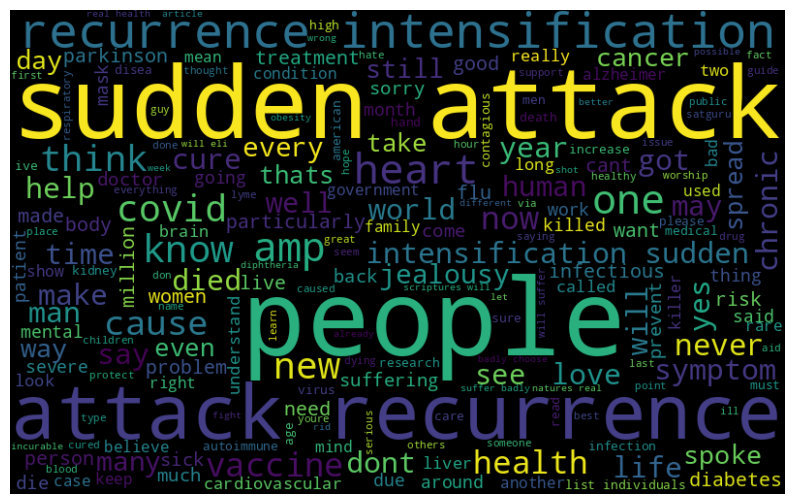 real health article high possible fact
recurrence intensification
wrong
day parkinson mean treatment still good really cancer two
first disea thought hate condition sorry alzheimer guide
mask respiratory guy support men better public
sudden attack
obesity american month hand contagious death satguru
done will eli hope hour increase issue bad
think every take year got spread
week shot healthy worship
ive cure thats heart long cant
help doctor going government flu human used may chronic
everything lyme different via
made covid well world now one
body particularly come work killed want please medical
place brain family saying drug
time know amp intensification sudden
patient show kidney million don great seem back infectious thing
diphtheria called
make died live jealousy will prevent yes risk
name caused scriptures will let will suffer killer said
man women understand learn people sure rare
mental cause already never
children last aid
way say even new see love symptom
severe problem dying research badly choose
look protect right suffering suffer badly natures real point must
virus
attack recurrence
type fight youre need read care best ill
age rid serious others someone
incurable cured believe autoimmune mind infection
person many sick vaccine dont liver health life spoke
blood
die case keep much cardiovascular due around another list individuals diabetes